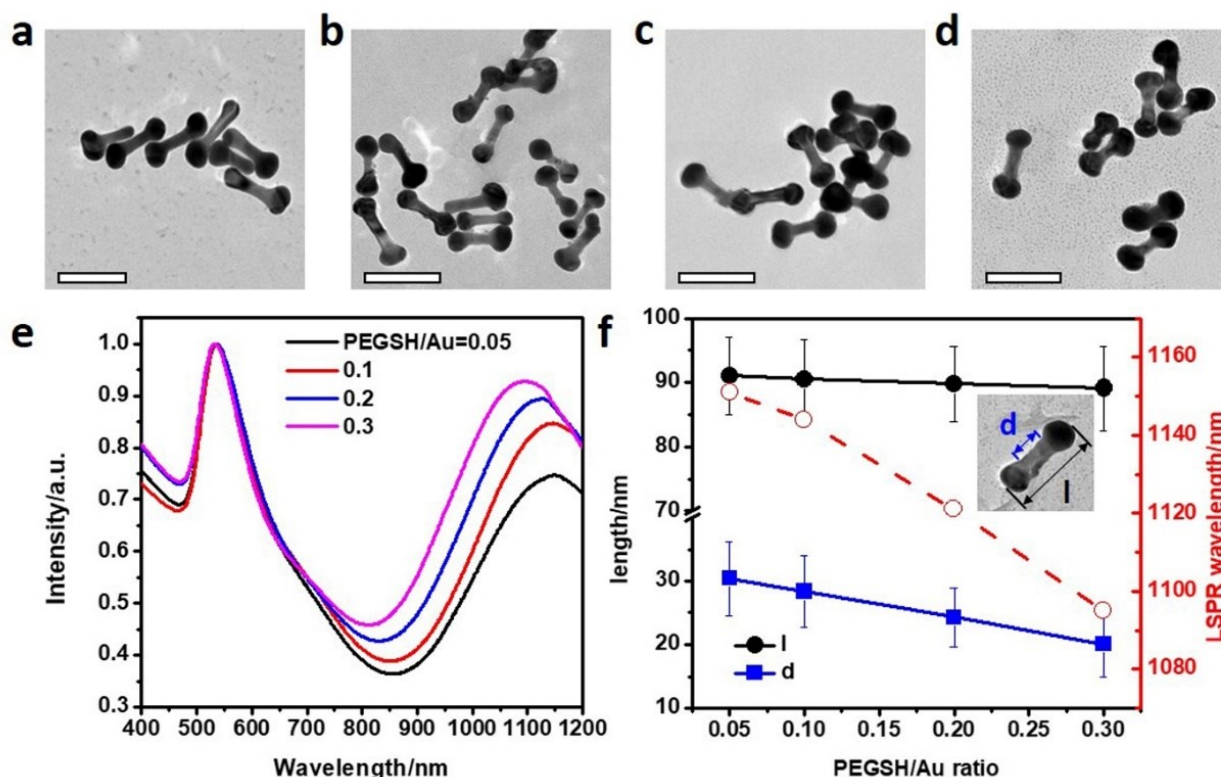 a
b
c
d
e
PEGSH/Au=0.05
0.1
0.2
0.3
1.0
0.9
0.8
0.7
0.6
0.5
0.4
0.3
Intensity/a.u.
400 500 600 700 800 900 1000 1100 1200
Wavelength/nm
f
100
90
80
70
30
20
10
length/nm
d
l
l
d
1160
1140
1120
1100
1080
LSPR wavelength/nm
0.05 0.10 0.15 0.20 0.25 0.30
PEGSH/Au ratio